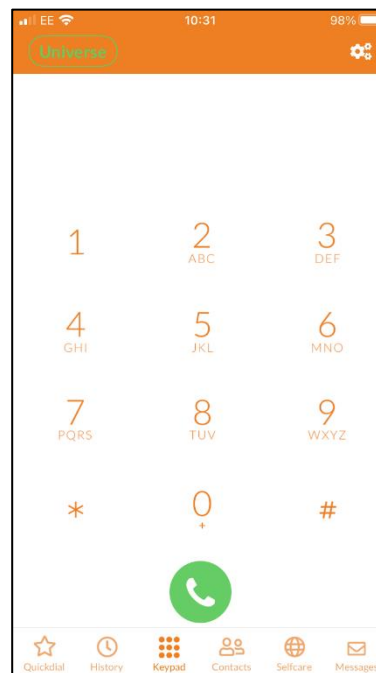 EE 10:31 98%
Universe
1 2 3
ABC DEF
4 5 6
GHI JKL MNO
7 8 9
PQRS TUV WXYZ
* 0 #
+
Quickdial History Keypad Contacts Selfcare Messages